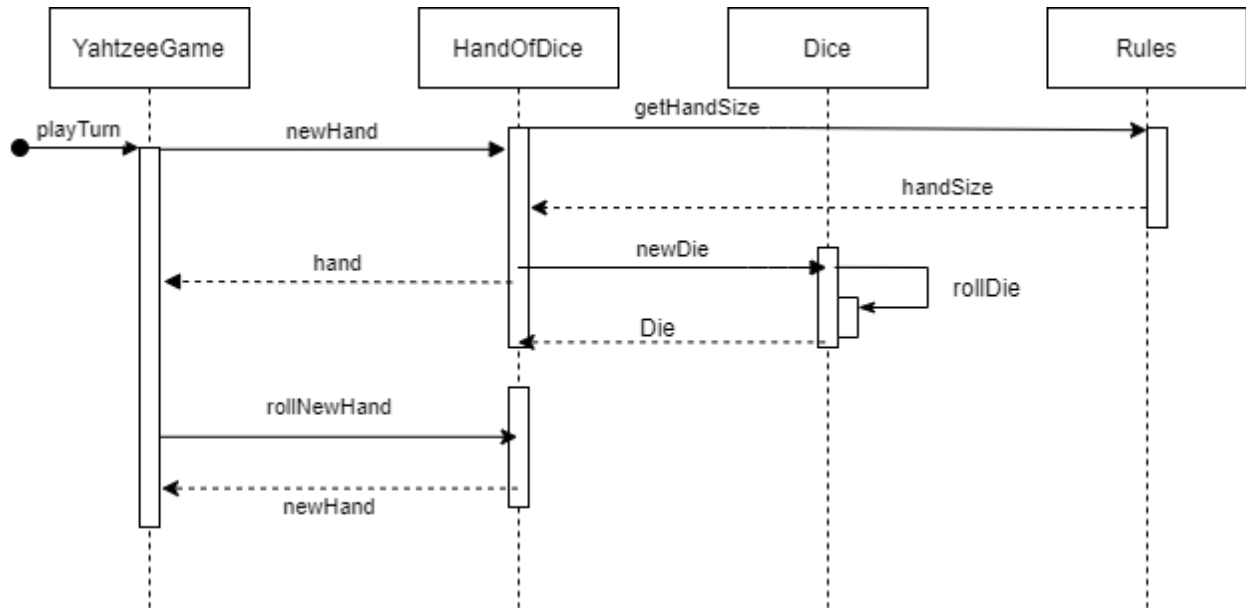 YahtzeeGame
HandOfDice
Dice
Rules
getHandSize
playTurn
newHand
handSize
newDie
hand
rollDie
Die
rollNewHand
newHand